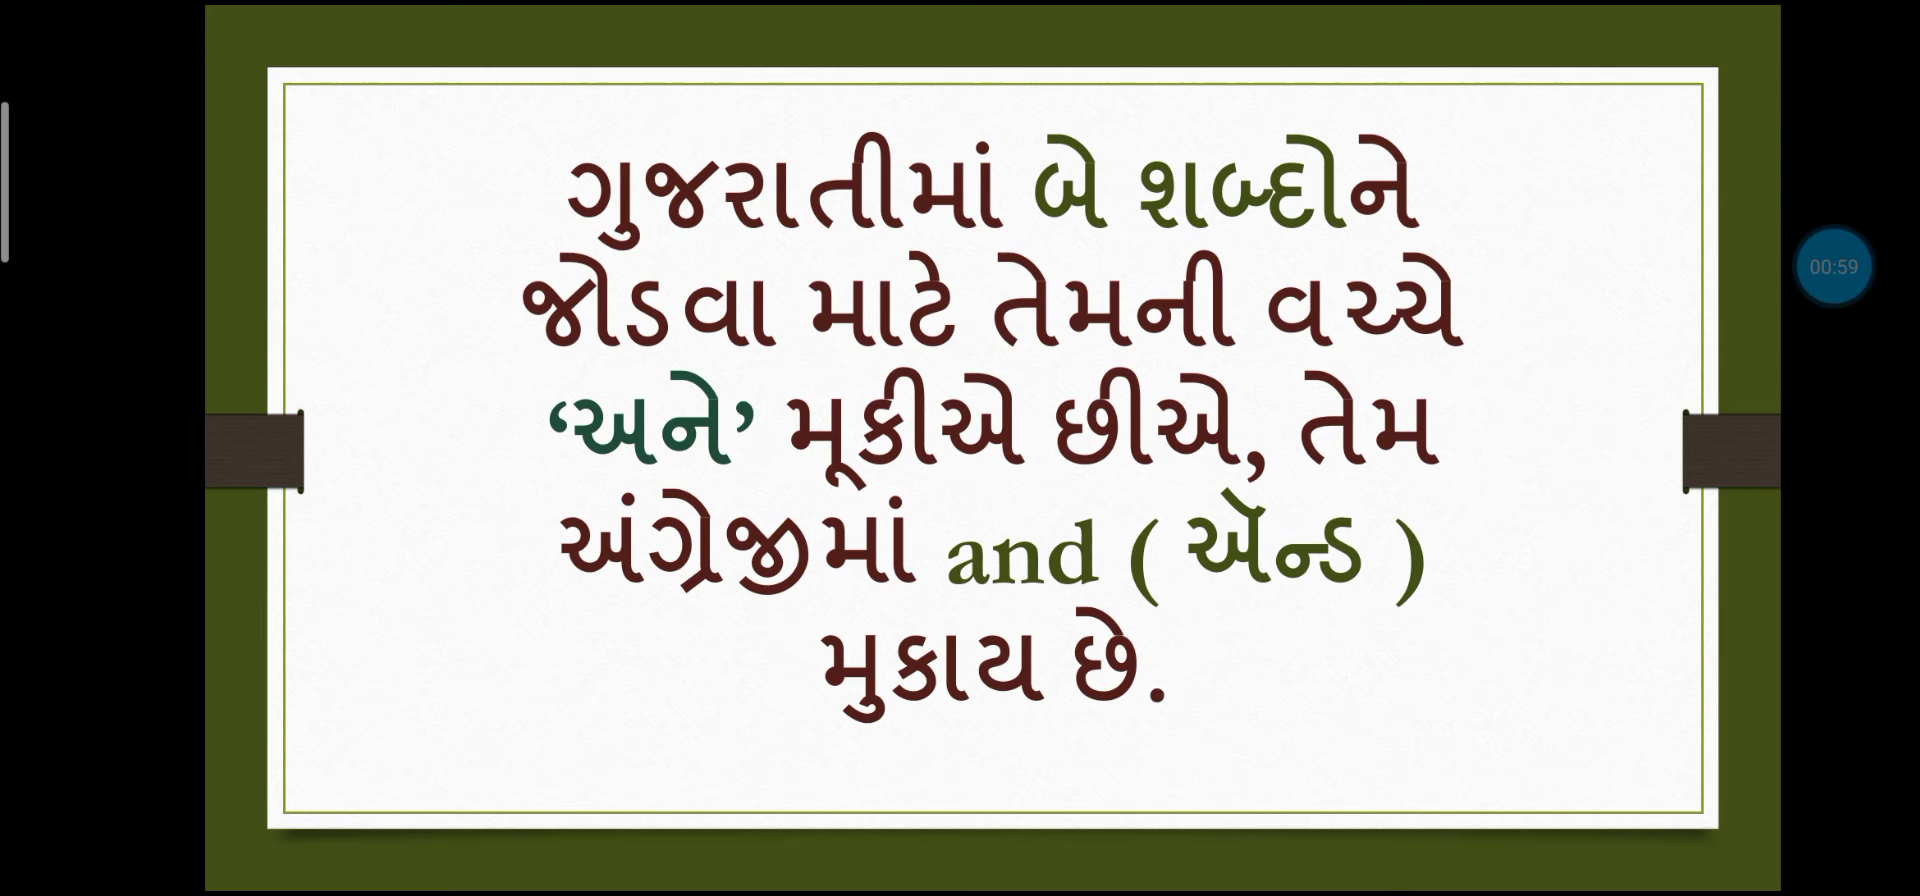 ગુજરાતીમાં બે શબ્દોને
જોડવા માટે તેમની વચ્ચે
‘અને’ મૂકીએ છીએ, તેમ
અંગ્રેજીમાં and ( ઍન્ડ )
મુકાય છે.
00:59